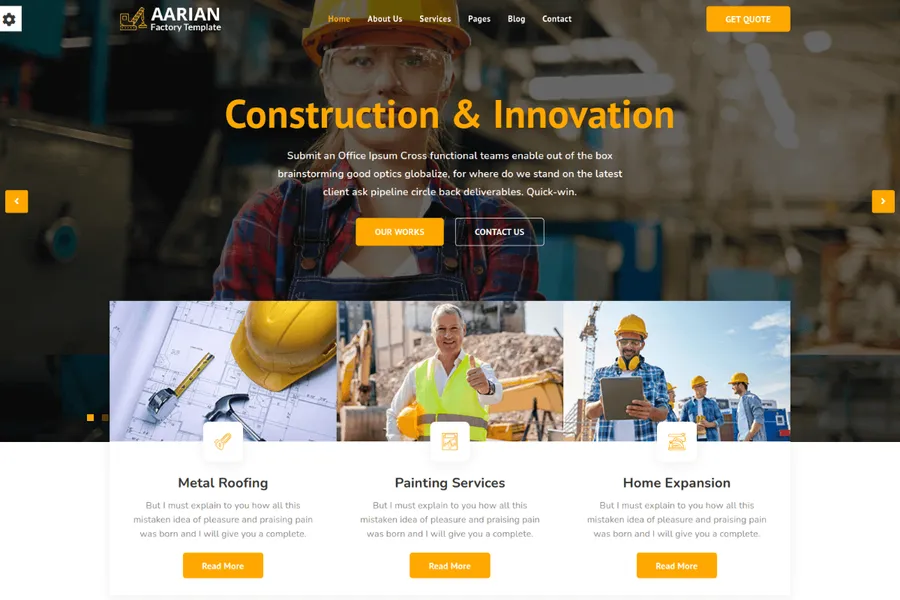 AARIAN
Factory Template
Home About Us Services Pages Blog Contact
GET QUOTE
Construction & Innovation
Submit an Office Ipsum Cross functional teams enable out of the box
brainstorming good optics globalize, for where do we stand on the latest
client ask pipeline circle back deliverables. Quick-win.
OUR WORKS CONTACT US
Metal Roofing
But I must explain to you how all this
mistaken idea of pleasure and praising pain
was born and I will give you a complete.
Read More
Painting Services
But I must explain to you how all this
mistaken idea of pleasure and praising pain
was born and I will give you a complete.
Read More
Home Expansion
But I must explain to you how all this
mistaken idea of pleasure and praising pain
was born and I will give you a complete.
Read More